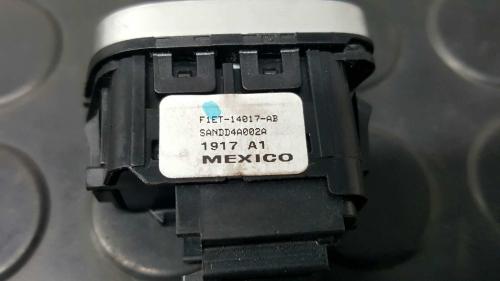 F1ET-14017-AB
SANDD4A002A
1917 A1
MEXICO